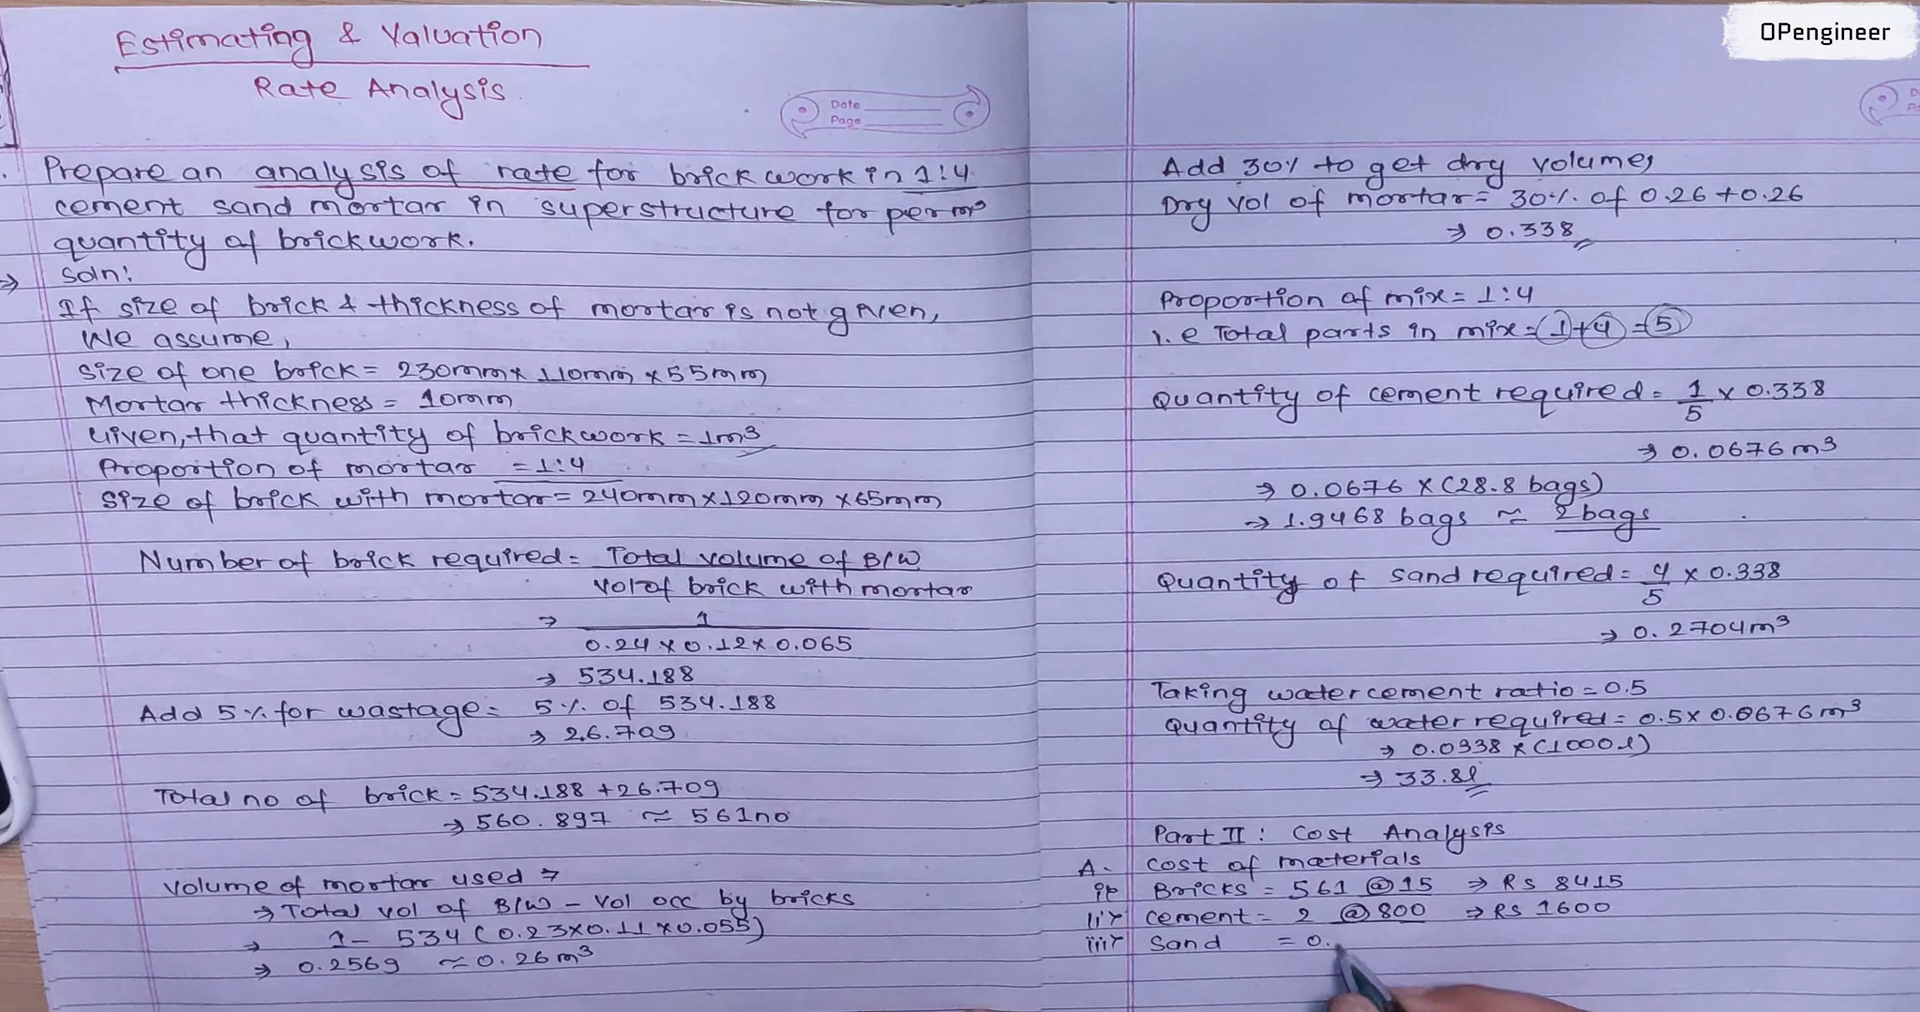 OPengineer
Estimating & Valuation
Rate Analysis.
Date
Page
Prepare an analysis of rate for brickwork in 1:4
cement sand mortar in superstructure for per m³
quantity of brickwork.
⇒ Soln:
If size of brick & thickness of mortar is not given,
We assume,
Size of one brick = 230mm × 110mm × 55mm
Mortar thickness = 10mm
Given, that quantity of brickwork = 1m³
Proportion of mortar = 1:4
Size of brick with mortar = 240mm × 120mm × 65mm
Number of brick required = Total volume of B/W
Vol of brick with mortar
→ 1
0.24 × 0.12 × 0.065
→ 534.188
Add 5% for wastage = 5% of 534.188
→ 26.709
Total no of brick = 534.188 + 26.709
→ 560.897 ≈ 561no
Volume of mortar used ⇒
→ Total vol of B/W - Vol occ by bricks
→ 1 - 534 (0.23×0.11×0.055)
→ 0.2569 ≈ 0.26m³
Add 30% to get dry volume,
Dry vol of mortar = 30% of 0.26 + 0.26
→ 0.338
Proportion of mix = 1:4
i.e Total parts in mix = 1 + 4 = 5
Quantity of cement required = 1/5 × 0.338
→ 0.0676 m³
→ 0.0676 × (28.8 bags)
→ 1.9468 bags ≈ 2 bags
Quantity of sand required = 4/5 × 0.338
→ 0.2704m³
Taking water cement ratio = 0.5
Quantity of water required = 0.5 × 0.0676m³
→ 0.0338 × (1000l)
→ 33.8l
Part II : Cost Analysis
A. Cost of materials
i) Bricks = 561 @ 15 → Rs 8415
ii) Cement = 2 @ 800 → Rs 1600
iii) Sand = 0.